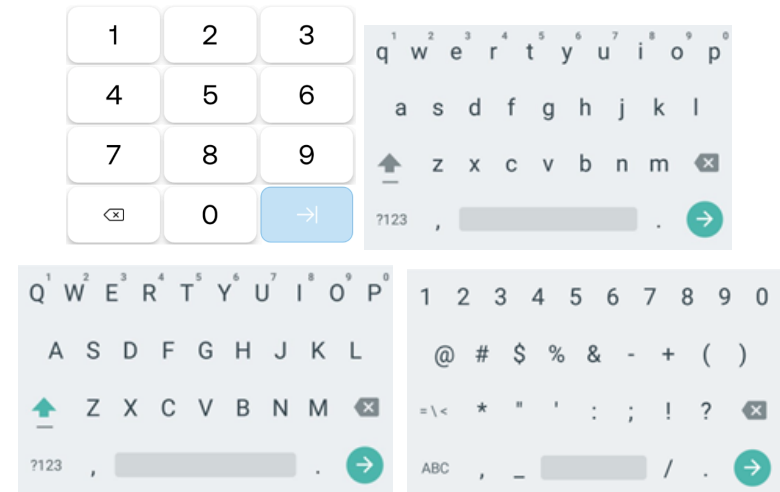 1 2 3
4 5 6
7 8 9
0
1 2 3 4 5 6 7 8 9 0
q w e r t y u i o p
a s d f g h j k l
z x c v b n m
?123 , .
1 2 3 4 5 6 7 8 9 0
Q W E R T Y U I O P
A S D F G H J K L
Z X C V B N M
?123 , .
1 2 3 4 5 6 7 8 9 0
@ # $ % & - + ( )
=\< * " ' : ; ! ?
ABC , _ / .